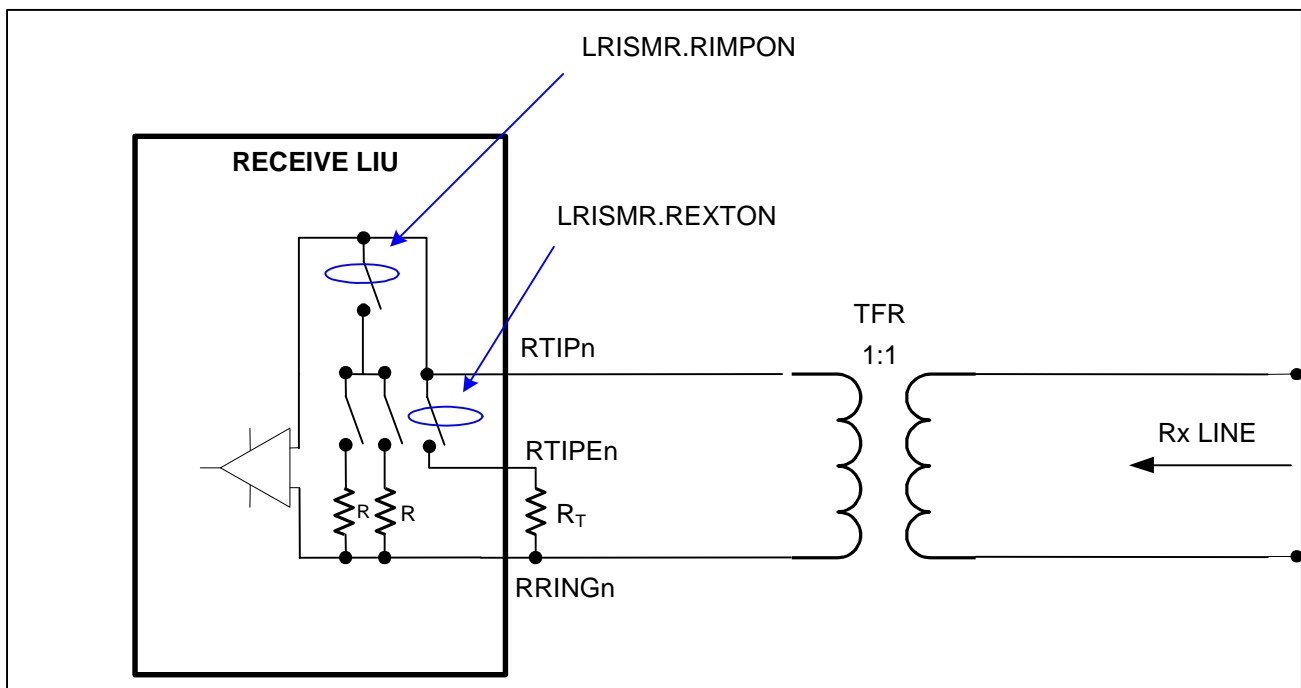 LRISMR.RIMPON
RECEIVE LIU
LRISMR.REXTON
TFR
1:1
RTIPn
Rx LINE
RTIPEn
R
R
RT
RRINGn